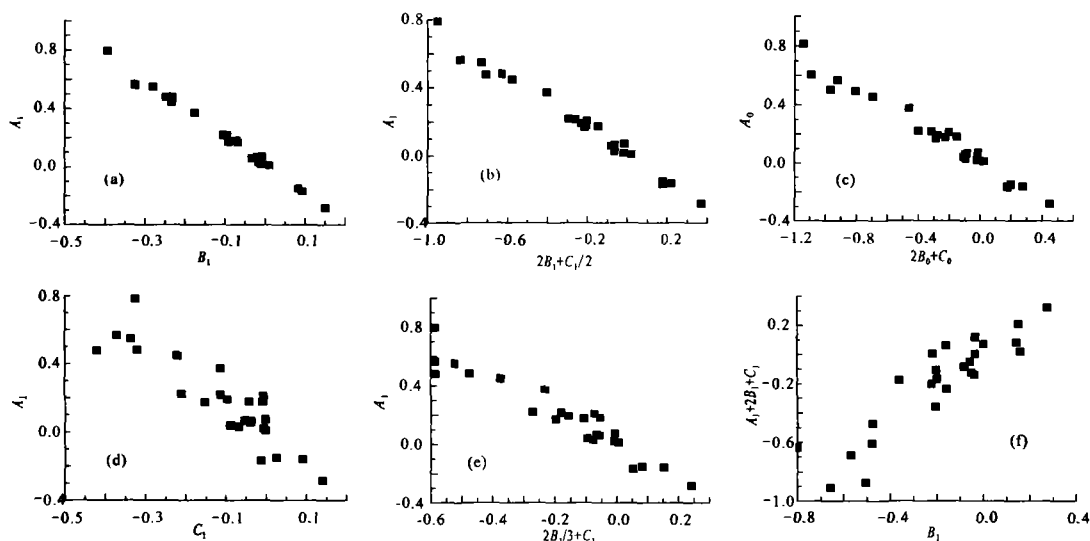 0.8
0.4
0.0
−0.4
A₁
(a)
−0.5 −0.3 −0.1 0.1
B₁
0.8
0.4
0.0
−0.4
A₁
(b)
−1.0 −0.6 −0.2 0.2
2B₁+C₁/2
0.8
0.4
0.0
−0.4
A₀
(c)
−1.2 −0.8 −0.4 0.0 0.4
2B₀+C₀
0.8
0.4
0.0
−0.4
A₁
(d)
−0.5 −0.3 −0.1 0.1
C₁
0.8
0.4
0.0
−0.4
A₁
(e)
−0.6 −0.4 −0.2 0.0 0.2
2B₁/3+C₁
0.2
−0.2
−0.6
−1.0
A₁+2B₁+C₁
(f)
−0.8 −0.4 0.0 0.4
B₁